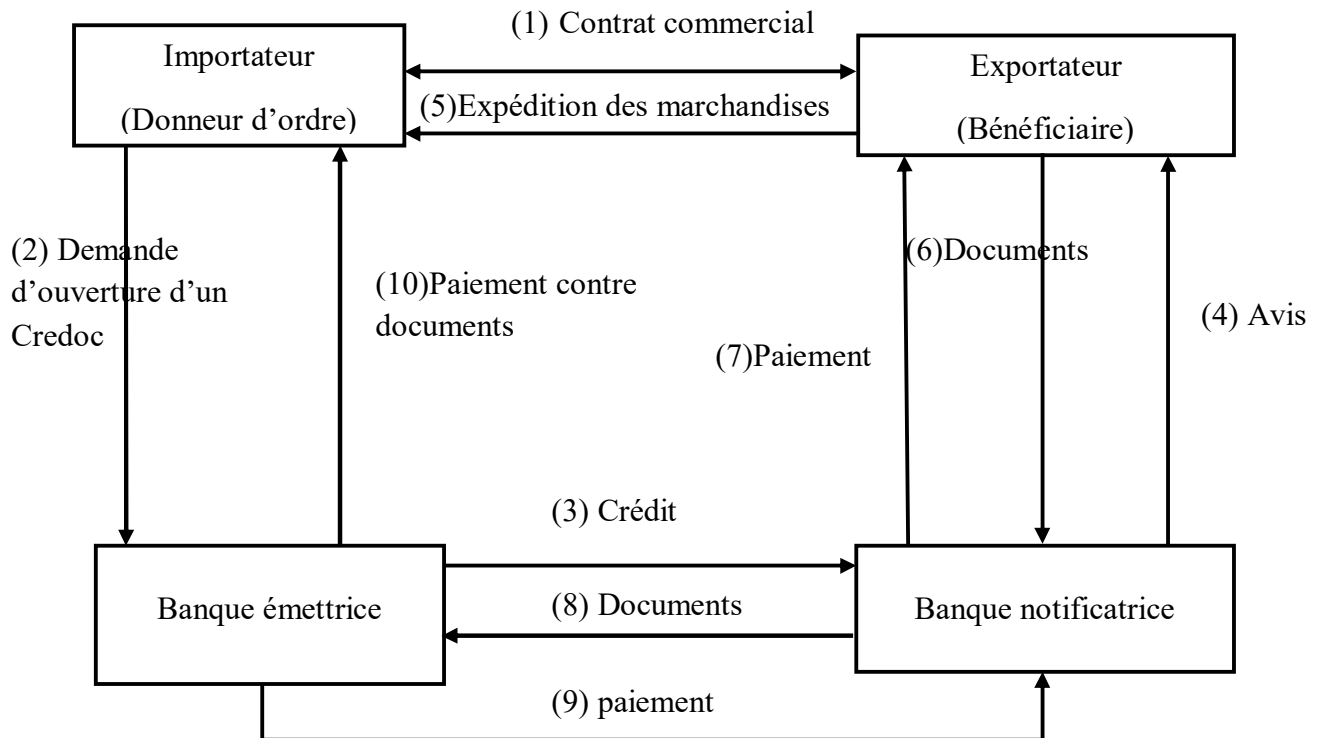 (1) Contrat commercial
Importateur
(Donneur d’ordre)
Exportateur
(Bénéficiaire)
(5)Expédition des marchandises
(2) Demande
d’ouverture d’un
Credoc
(10)Paiement contre
documents
(6)Documents
(7)Paiement
(4) Avis
(3) Crédit
Banque émettrice
(8) Documents
Banque notificatrice
(9) paiement